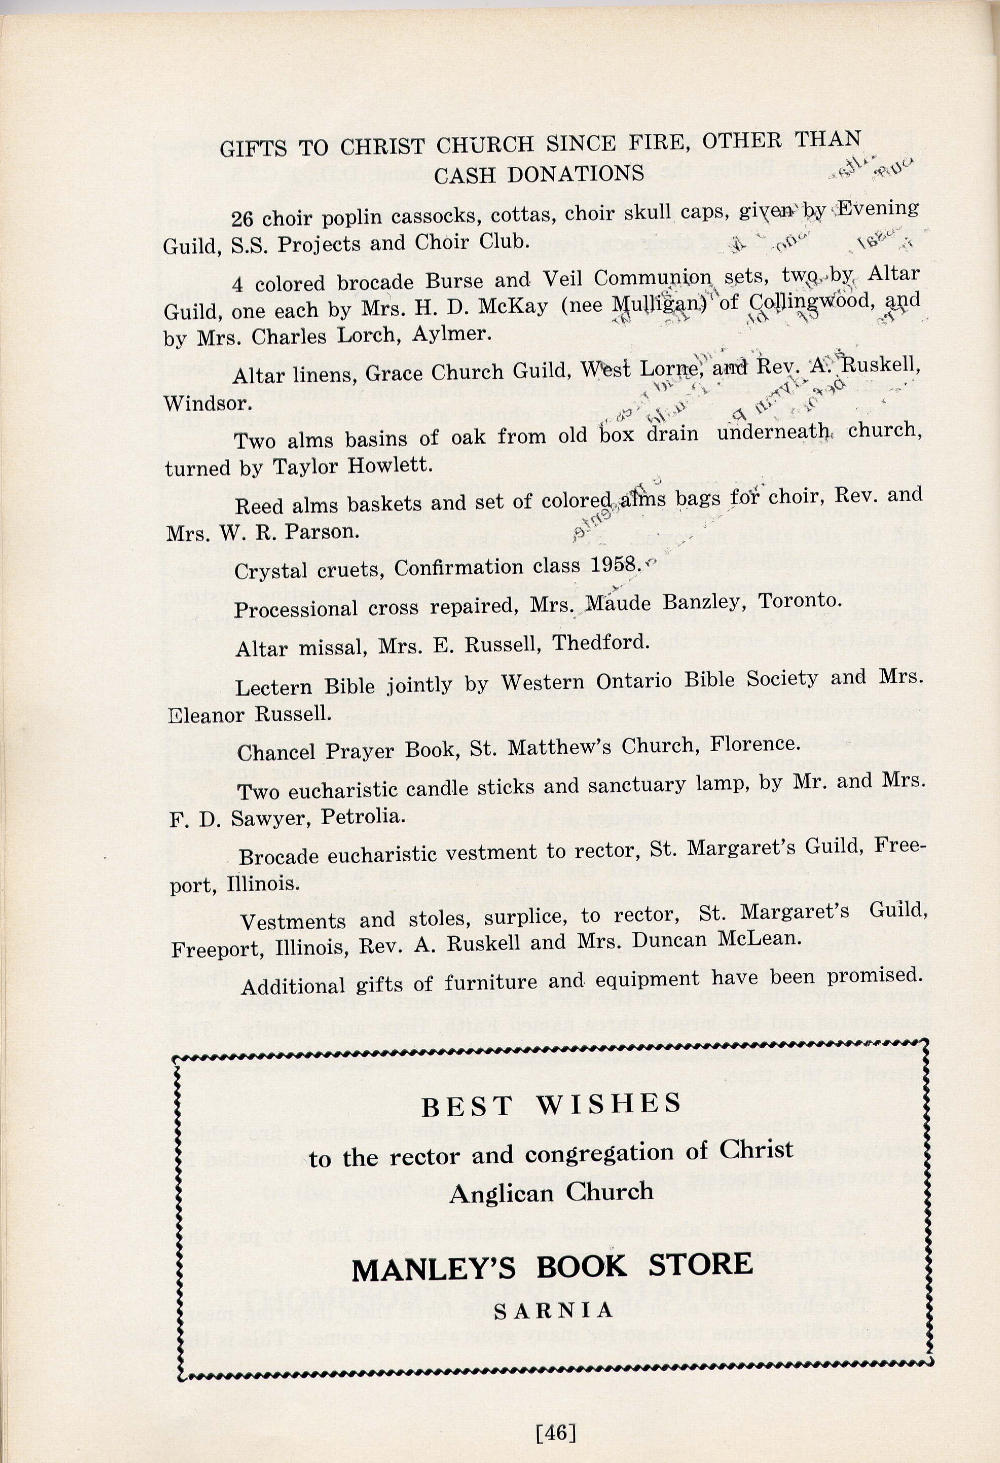 GIFTS TO CHRIST CHURCH SINCE FIRE, OTHER THAN
CASH DONATIONS
26 choir poplin cassocks, cottas, choir skull caps, given by Evening
Guild, S.S. Projects and Choir Club.
4 colored brocade Burse and Veil Communion sets, two by Altar
Guild, one each by Mrs. H. D. McKay (nee Mulligan) of Collingwood, and
by Mrs. Charles Lorch, Aylmer.
Altar linens, Grace Church Guild, West Lorne, and Rev. A. Ruskell,
Windsor.
Two alms basins of oak from old box drain underneath church,
turned by Taylor Howlett.
Reed alms baskets and set of colored alms bags for choir, Rev. and
Mrs. W. R. Parson.
Crystal cruets, Confirmation class 1958.
Processional cross repaired, Mrs. Maude Banzley, Toronto.
Altar missal, Mrs. E. Russell, Thedford.
Lectern Bible jointly by Western Ontario Bible Society and Mrs.
Eleanor Russell.
Chancel Prayer Book, St. Matthew's Church, Florence.
Two eucharistic candle sticks and sanctuary lamp, by Mr. and Mrs.
F. D. Sawyer, Petrolia.
Brocade eucharistic vestment to rector, St. Margaret's Guild, Free-
port, Illinois.
Vestments and stoles, surplice, to rector, St. Margaret's Guild,
Freeport, Illinois, Rev. A. Ruskell and Mrs. Duncan McLean.
Additional gifts of furniture and equipment have been promised.
BEST WISHES
to the rector and congregation of Christ
Anglican Church
MANLEY'S BOOK STORE
SARNIA
[46]